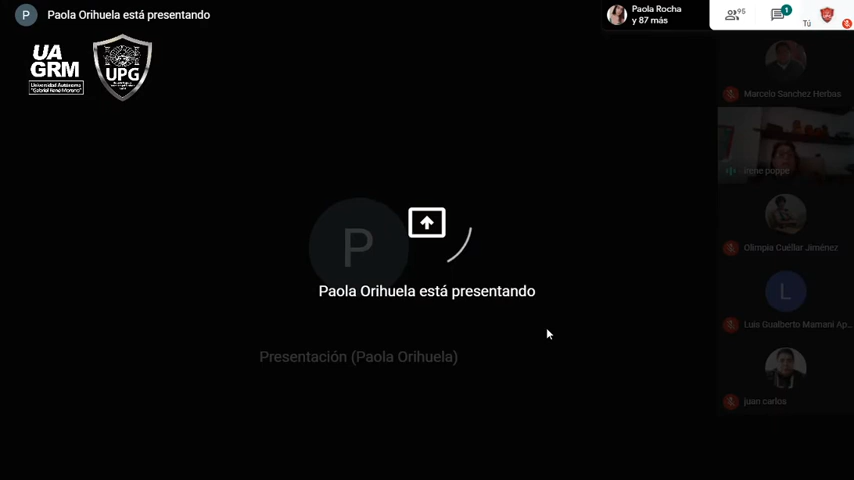 P
Paola Orihuela está presentando
Paola Rocha
y 87 más
95
1
Tú
UA
GRM
Universidad Autónoma
"Gabriel René Moreno"
UPG
Marcelo Sanchez Herbas
irene poppe
P
Paola Orihuela está presentando
Olimpia Cuéllar Jiménez
L
Luis Gualberto Mamani Ap...
Presentación (Paola Orihuela)
juan carlos